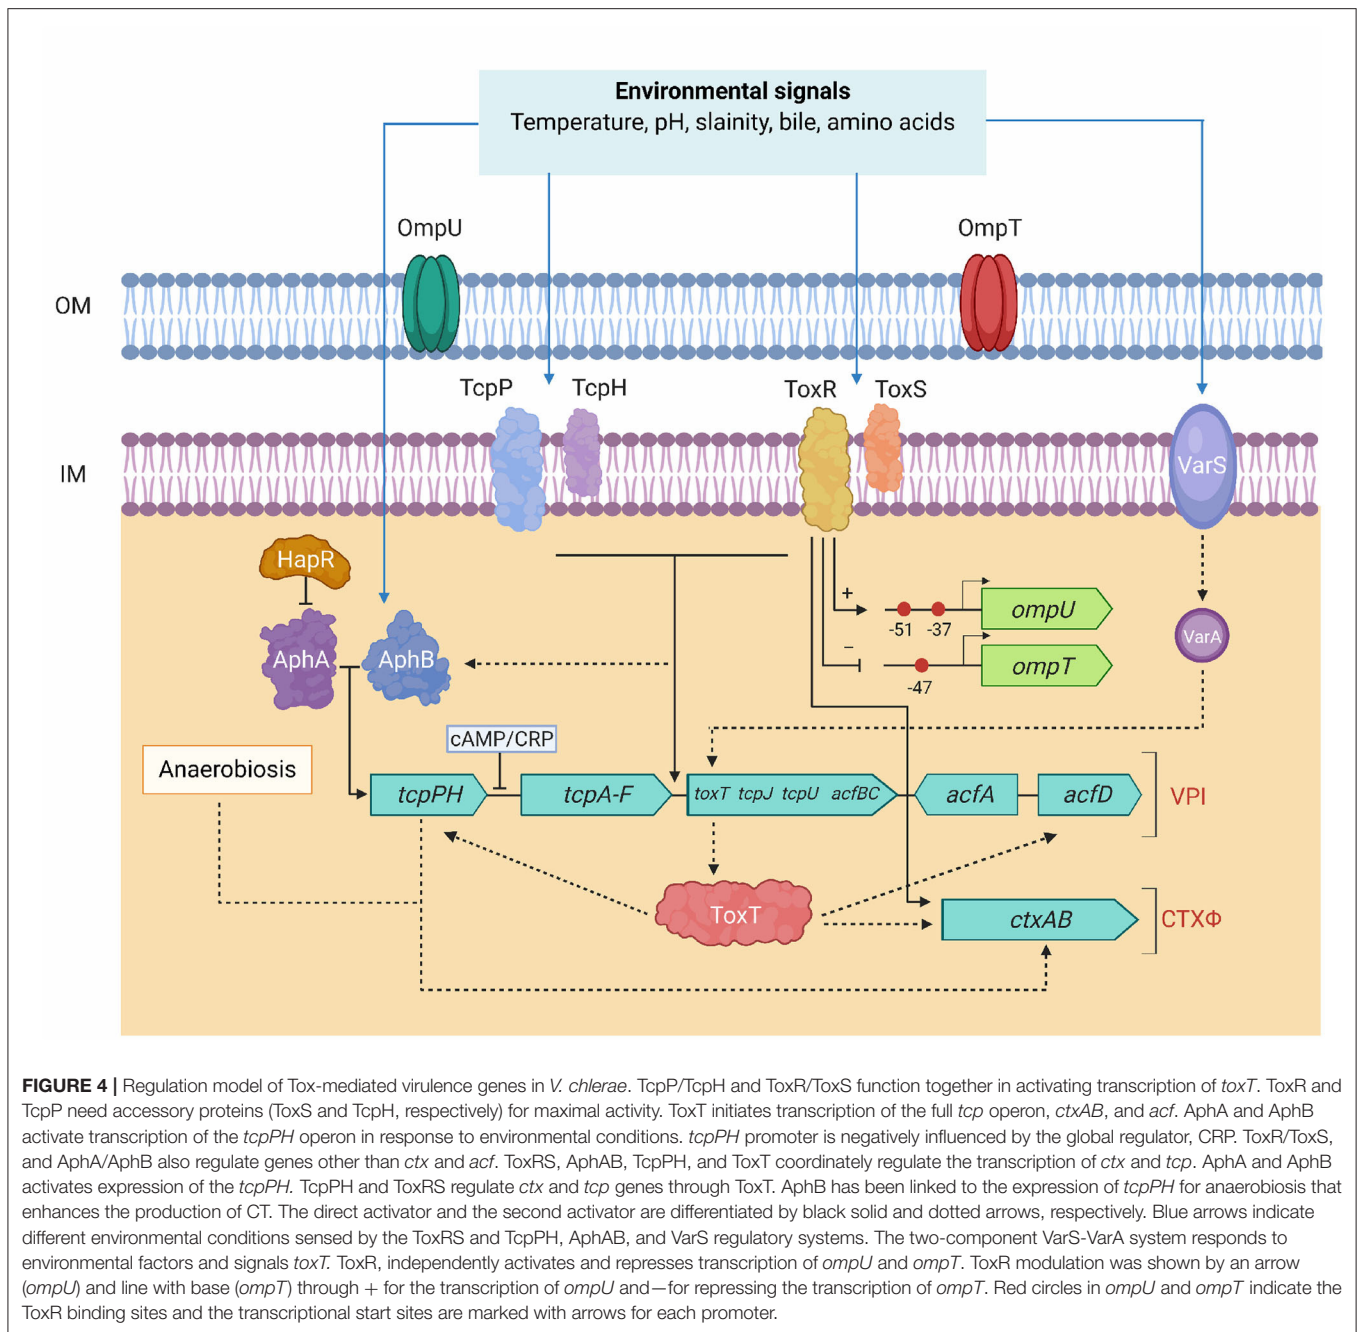 Environmental signals
Temperature, pH, slainity, bile, amino acids
OmpU
OmpT
OM
TcpP
TcpH
ToxR
ToxS
IM
VarS
HapR
AphA
AphB
+
-51
-37
ompU
−
-47
ompT
VarA
cAMP/CRP
Anaerobiosis
tcpPH
tcpA-F
toxT tcpJ tcpU acfBC
acfA
acfD
VPI
ToxT
ctxAB
CTXΦ
FIGURE 4 | Regulation model of Tox-mediated virulence genes in V. chlerae. TcpP/TcpH and ToxR/ToxS function together in activating transcription of toxT. ToxR and
TcpP need accessory proteins (ToxS and TcpH, respectively) for maximal activity. ToxT initiates transcription of the full tcp operon, ctxAB, and acf. AphA and AphB
activate transcription of the tcpPH operon in response to environmental conditions. tcpPH promoter is negatively influenced by the global regulator, CRP. ToxR/ToxS,
and AphA/AphB also regulate genes other than ctx and acf. ToxRS, AphAB, TcpPH, and ToxT coordinately regulate the transcription of ctx and tcp. AphA and AphB
activates expression of the tcpPH. TcpPH and ToxRS regulate ctx and tcp genes through ToxT. AphB has been linked to the expression of tcpPH for anaerobiosis that
enhances the production of CT. The direct activator and the second activator are differentiated by black solid and dotted arrows, respectively. Blue arrows indicate
different environmental conditions sensed by the ToxRS and TcpPH, AphAB, and VarS regulatory systems. The two-component VarS-VarA system responds to
environmental factors and signals toxT. ToxR, independently activates and represses transcription of ompU and ompT. ToxR modulation was shown by an arrow
(ompU) and line with base (ompT) through + for the transcription of ompU and—for repressing the transcription of ompT. Red circles in ompU and ompT indicate the
ToxR binding sites and the transcriptional start sites are marked with arrows for each promoter.